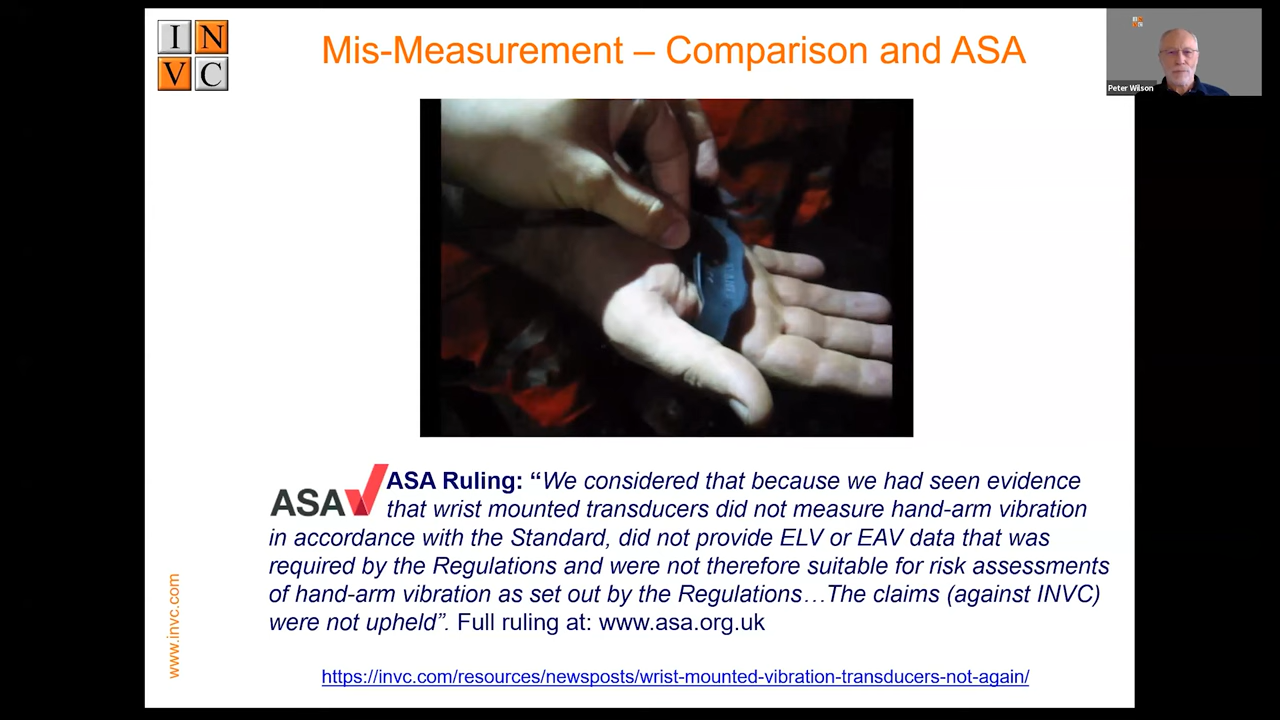 I N
V C
Mis-Measurement – Comparison and ASA
Peter Wilson
ASA
ASA Ruling: “We considered that because we had seen evidence
that wrist mounted transducers did not measure hand-arm vibration
in accordance with the Standard, did not provide ELV or EAV data that was
required by the Regulations and were not therefore suitable for risk assessments
of hand-arm vibration as set out by the Regulations…The claims (against INVC)
were not upheld”. Full ruling at: www.asa.org.uk
www.invc.com
https://invc.com/resources/newsposts/wrist-mounted-vibration-transducers-not-again/